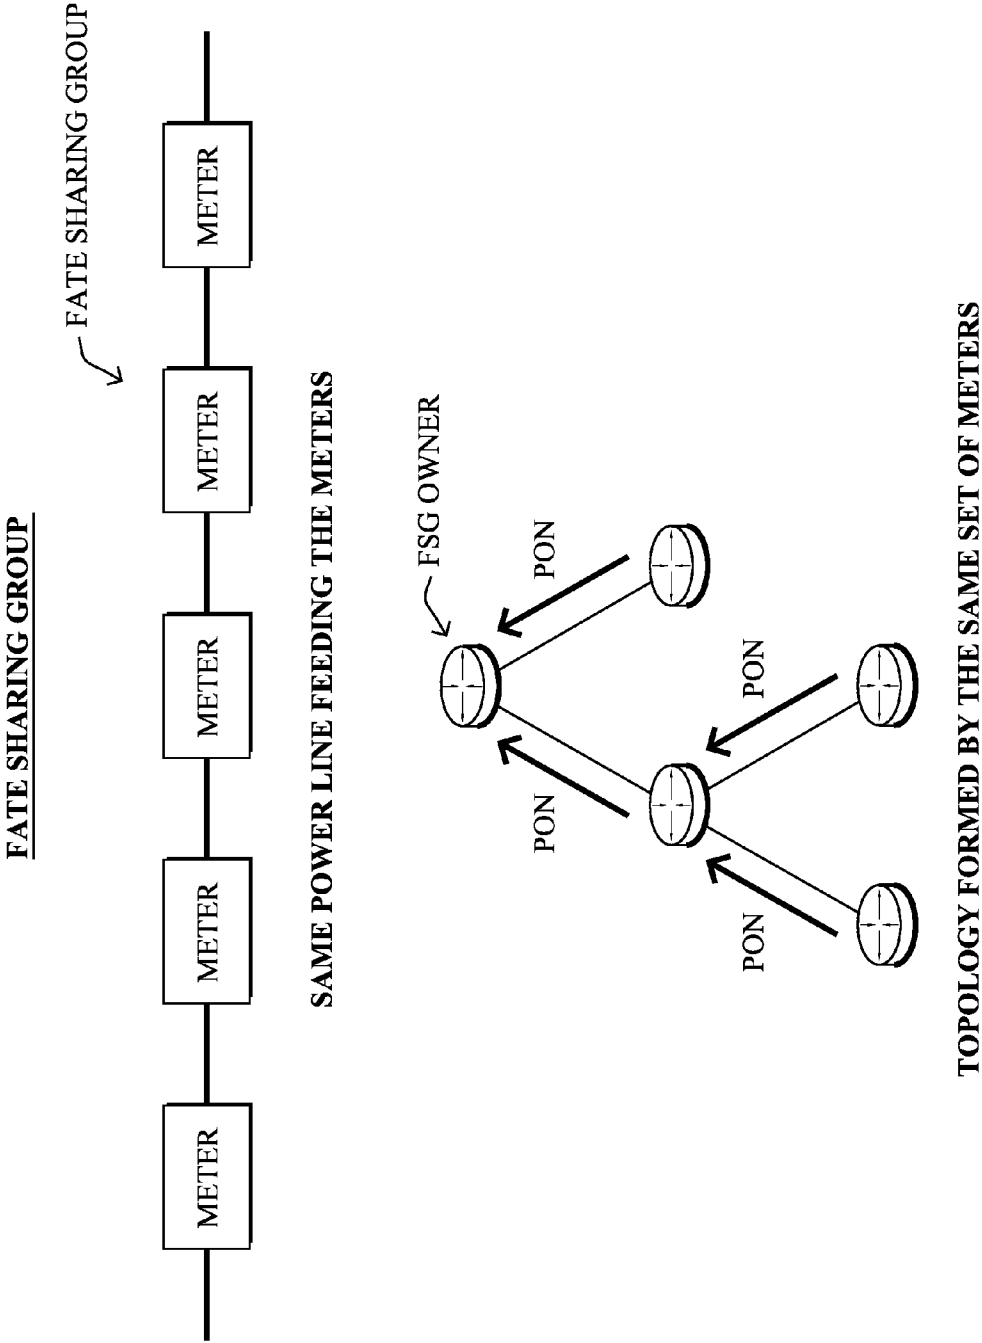 FATE SHARING GROUP
FATE SHARING GROUP
METER METER METER METER METER
SAME POWER LINE FEEDING THE METERS
FSG OWNER
PON PON
PON PON
TOPOLOGY FORMED BY THE SAME SET OF METERS